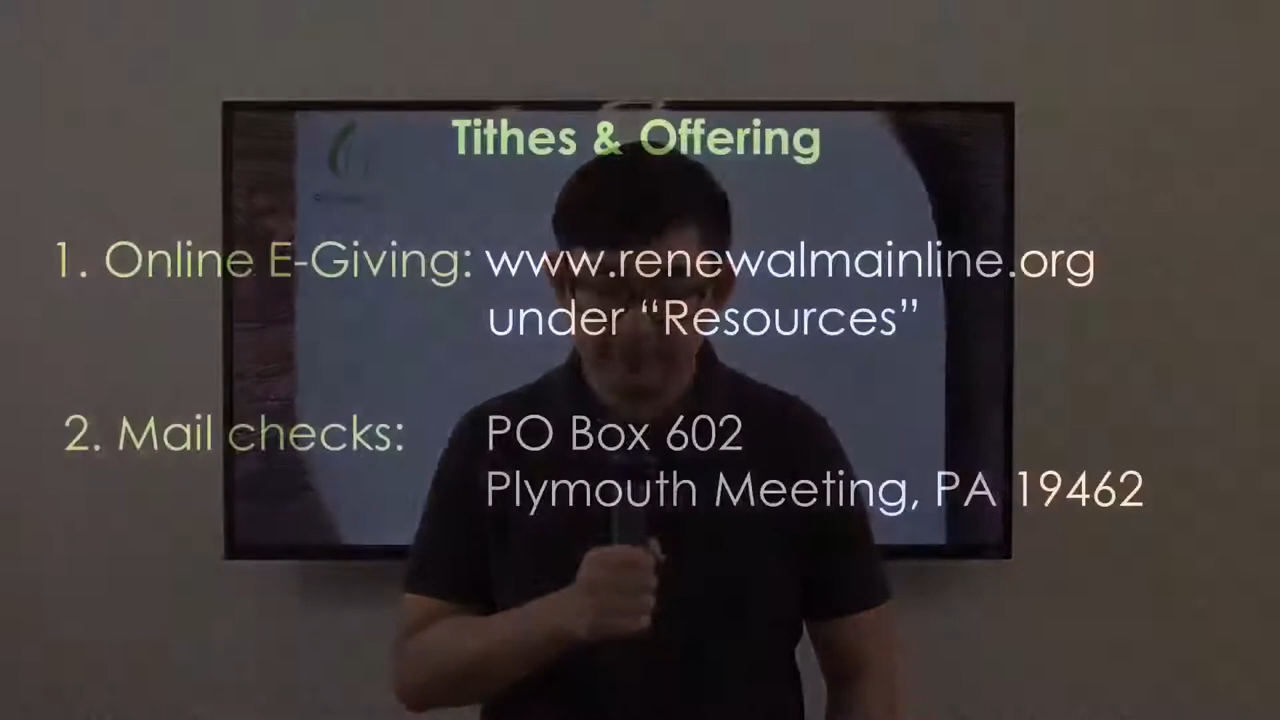 Tithes & Offering
1. Online E-Giving: www.renewalmainline.org
under “Resources”
2. Mail checks: PO Box 602
Plymouth Meeting, PA 19462